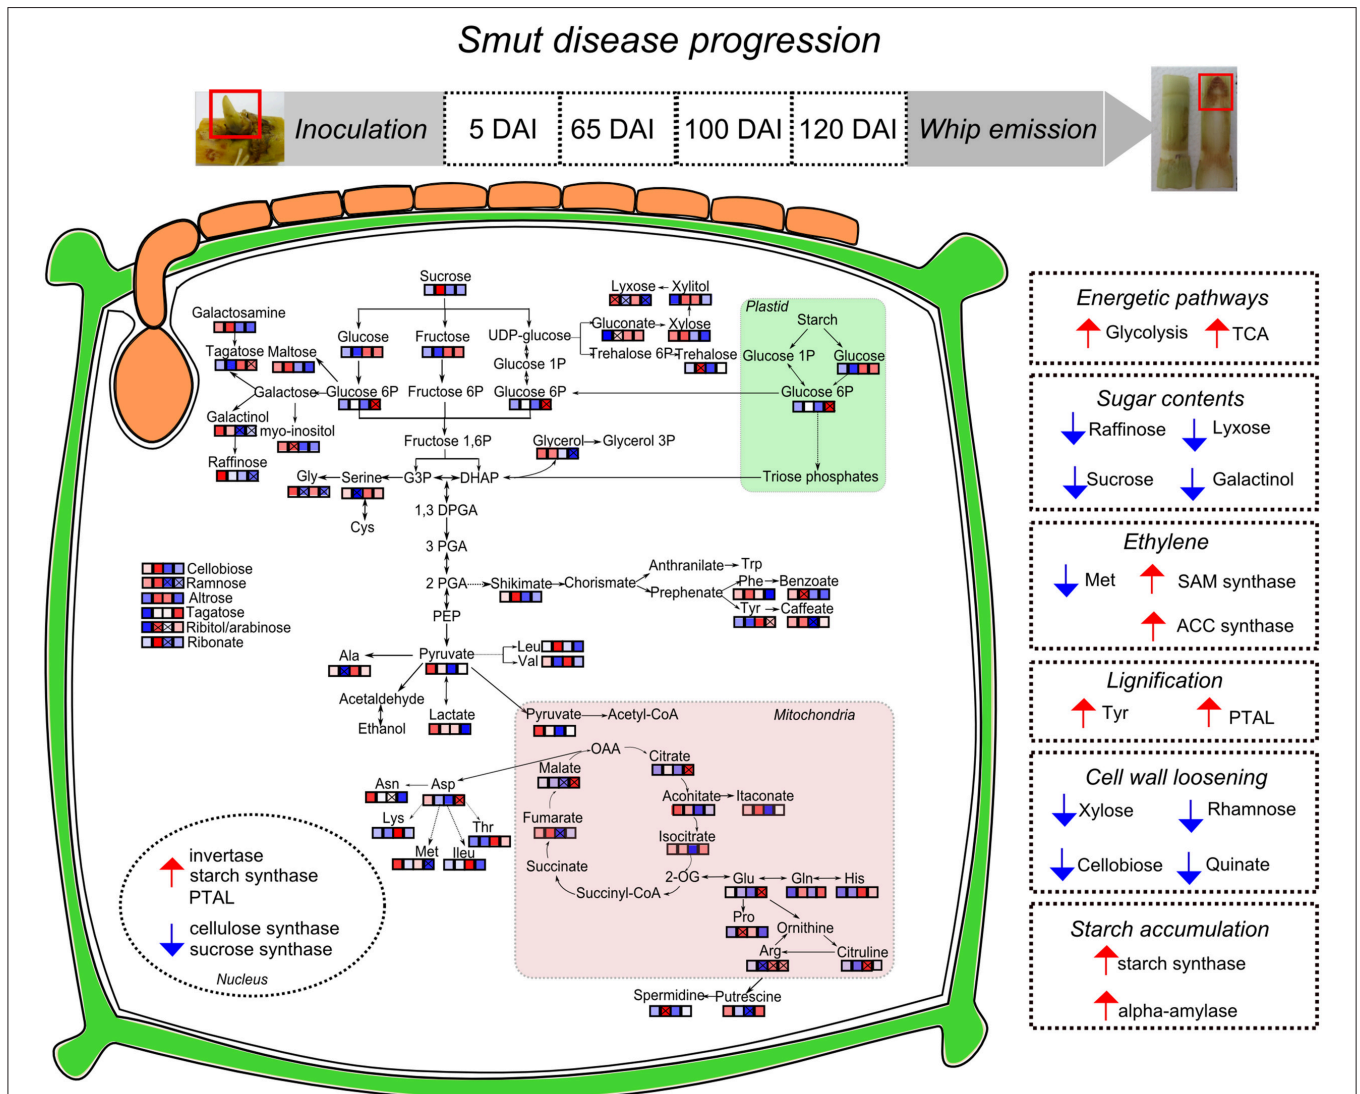 Smut disease progression
Inoculation
5 DAI
65 DAI
100 DAI
120 DAI
Whip emission
Sucrose
Galactosamine
Tagatose
Maltose
Glucose
Fructose
UDP-glucose
Glucose 1P
Lyxose
Xylitol
Gluconate
Xylose
Trehalose 6P
Trehalose
Galactose
Glucose 6P
Fructose 6P
Glucose 6P
Galactinol
myo-inositol
Raffinose
Plastid
Starch
Glucose 1P
Glucose
Glucose 6P
Triose phosphates
Fructose 1,6P
Glycerol
Glycerol 3P
Gly
Serine
G3P
DHAP
Cys
1,3 DPGA
3 PGA
2 PGA
Shikimate
Chorismate
Anthranilate
Trp
Prephenate
Phe
Benzoate
Tyr
Caffeate
PEP
Cellobiose
Ramnose
Altrose
Tagatose
Ribitol/arabinose
Ribonate
Ala
Pyruvate
Leu
Val
Acetaldehyde
Ethanol
Lactate
Pyruvate
Acetyl-CoA
Mitochondria
OAA
Malate
Citrate
Asn
Asp
Aconitate
Itaconate
Lys
Thr
Fumarate
Isocitrate
Met
Ileu
Succinate
Succinyl-CoA
2-OG
Glu
Gln
His
Pro
Ornithine
Arg
Citruline
Spermidine
Putrescine
invertase
starch synthase
PTAL
cellulose synthase
sucrose synthase
Nucleus
Energetic pathways
Glycolysis
TCA
Sugar contents
Raffinose
Lyxose
Sucrose
Galactinol
Ethylene
Met
SAM synthase
ACC synthase
Lignification
Tyr
PTAL
Cell wall loosening
Xylose
Rhamnose
Cellobiose
Quinate
Starch accumulation
starch synthase
alpha-amylase